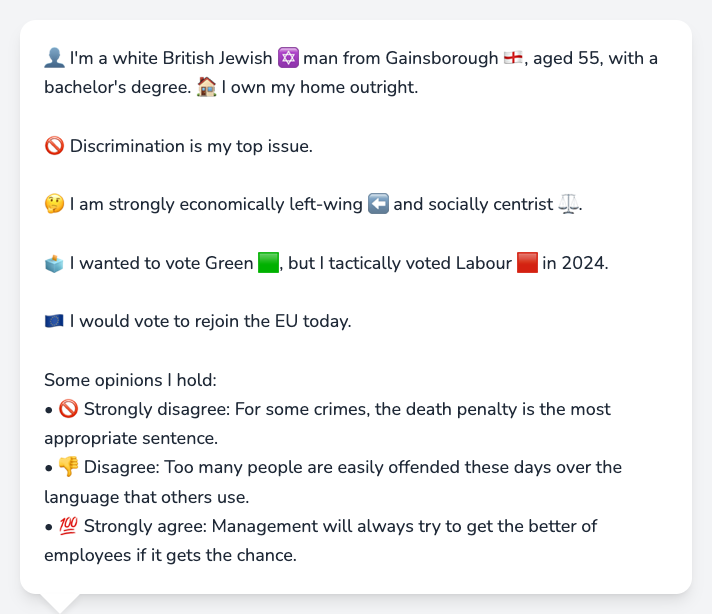 👤 I'm a white British Jewish ✡️ man from Gainsborough 🏴󠁧󠁢󠁥󠁮󠁧󠁿, aged 55, with a
bachelor's degree. 🏠 I own my home outright.
🚫 Discrimination is my top issue.
🤔 I am strongly economically left-wing ⬅️ and socially centrist ⚖️.
🗳️ I wanted to vote Green 🟩, but I tactically voted Labour 🟥 in 2024.
🇪🇺 I would vote to rejoin the EU today.
Some opinions I hold:
• 🚫 Strongly disagree: For some crimes, the death penalty is the most
appropriate sentence.
• 👎 Disagree: Too many people are easily offended these days over the
language that others use.
• 💯 Strongly agree: Management will always try to get the better of
employees if it gets the chance.